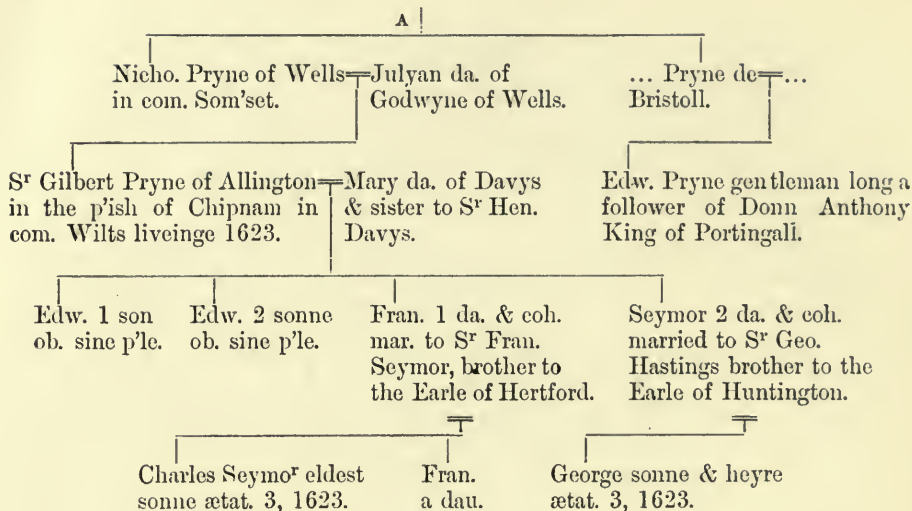 A
Nicho. Pryne of Wells
in com. Som'set.
Julyan da. of
Godwyne of Wells.
... Pryne de
Bristoll.
...
Sr Gilbert Pryne of Allington
in the p'ish of Chipnam in
com. Wilts liveinge 1623.
Mary da. of Davys
& sister to Sr Hen.
Davys.
Edw. Pryne gentleman long a
follower of Donn Anthony
King of Portingall.
Edw. 1 son
ob. sine p'le.
Edw. 2 sonne
ob. sine p'le.
Fran. 1 da. & coh.
mar. to Sr Fran.
Seymor, brother to
the Earle of Hertford.
Seymor 2 da. & coh.
married to Sr Geo.
Hastings brother to the
Earle of Huntington.
Charles Seymor eldest
sonne ætat. 3, 1623.
Fran.
a dau.
George sonne & heyre
ætat. 3, 1623.